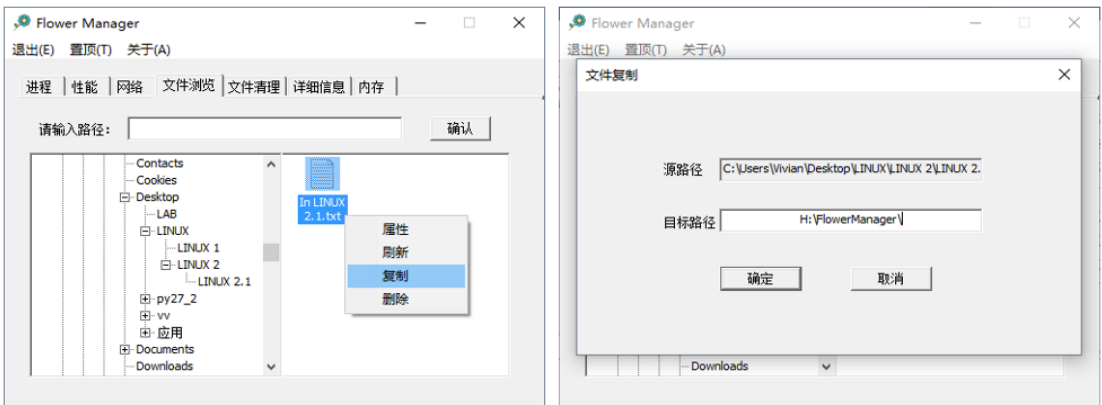 Flower Manager
退出(E) 置顶(T) 关于(A)
进程 性能 网络 文件浏览 文件清理 详细信息 内存
请输入路径： 确认
Contacts
Cookies
Desktop
LAB
LINUX
LINUX 1
LINUX 2
LINUX 2.1
py27_2
vv
应用
Documents
Downloads
In LINUX
2.1.txt
属性
刷新
复制
删除
Flower Manager
退出(E) 置顶(T) 关于(A)
文件复制
源路径 C:\Users\Vivian\Desktop\LINUX\LINUX 2\LINUX 2.
目标路径 H:\FlowerManager\
确定 取消
Downloads